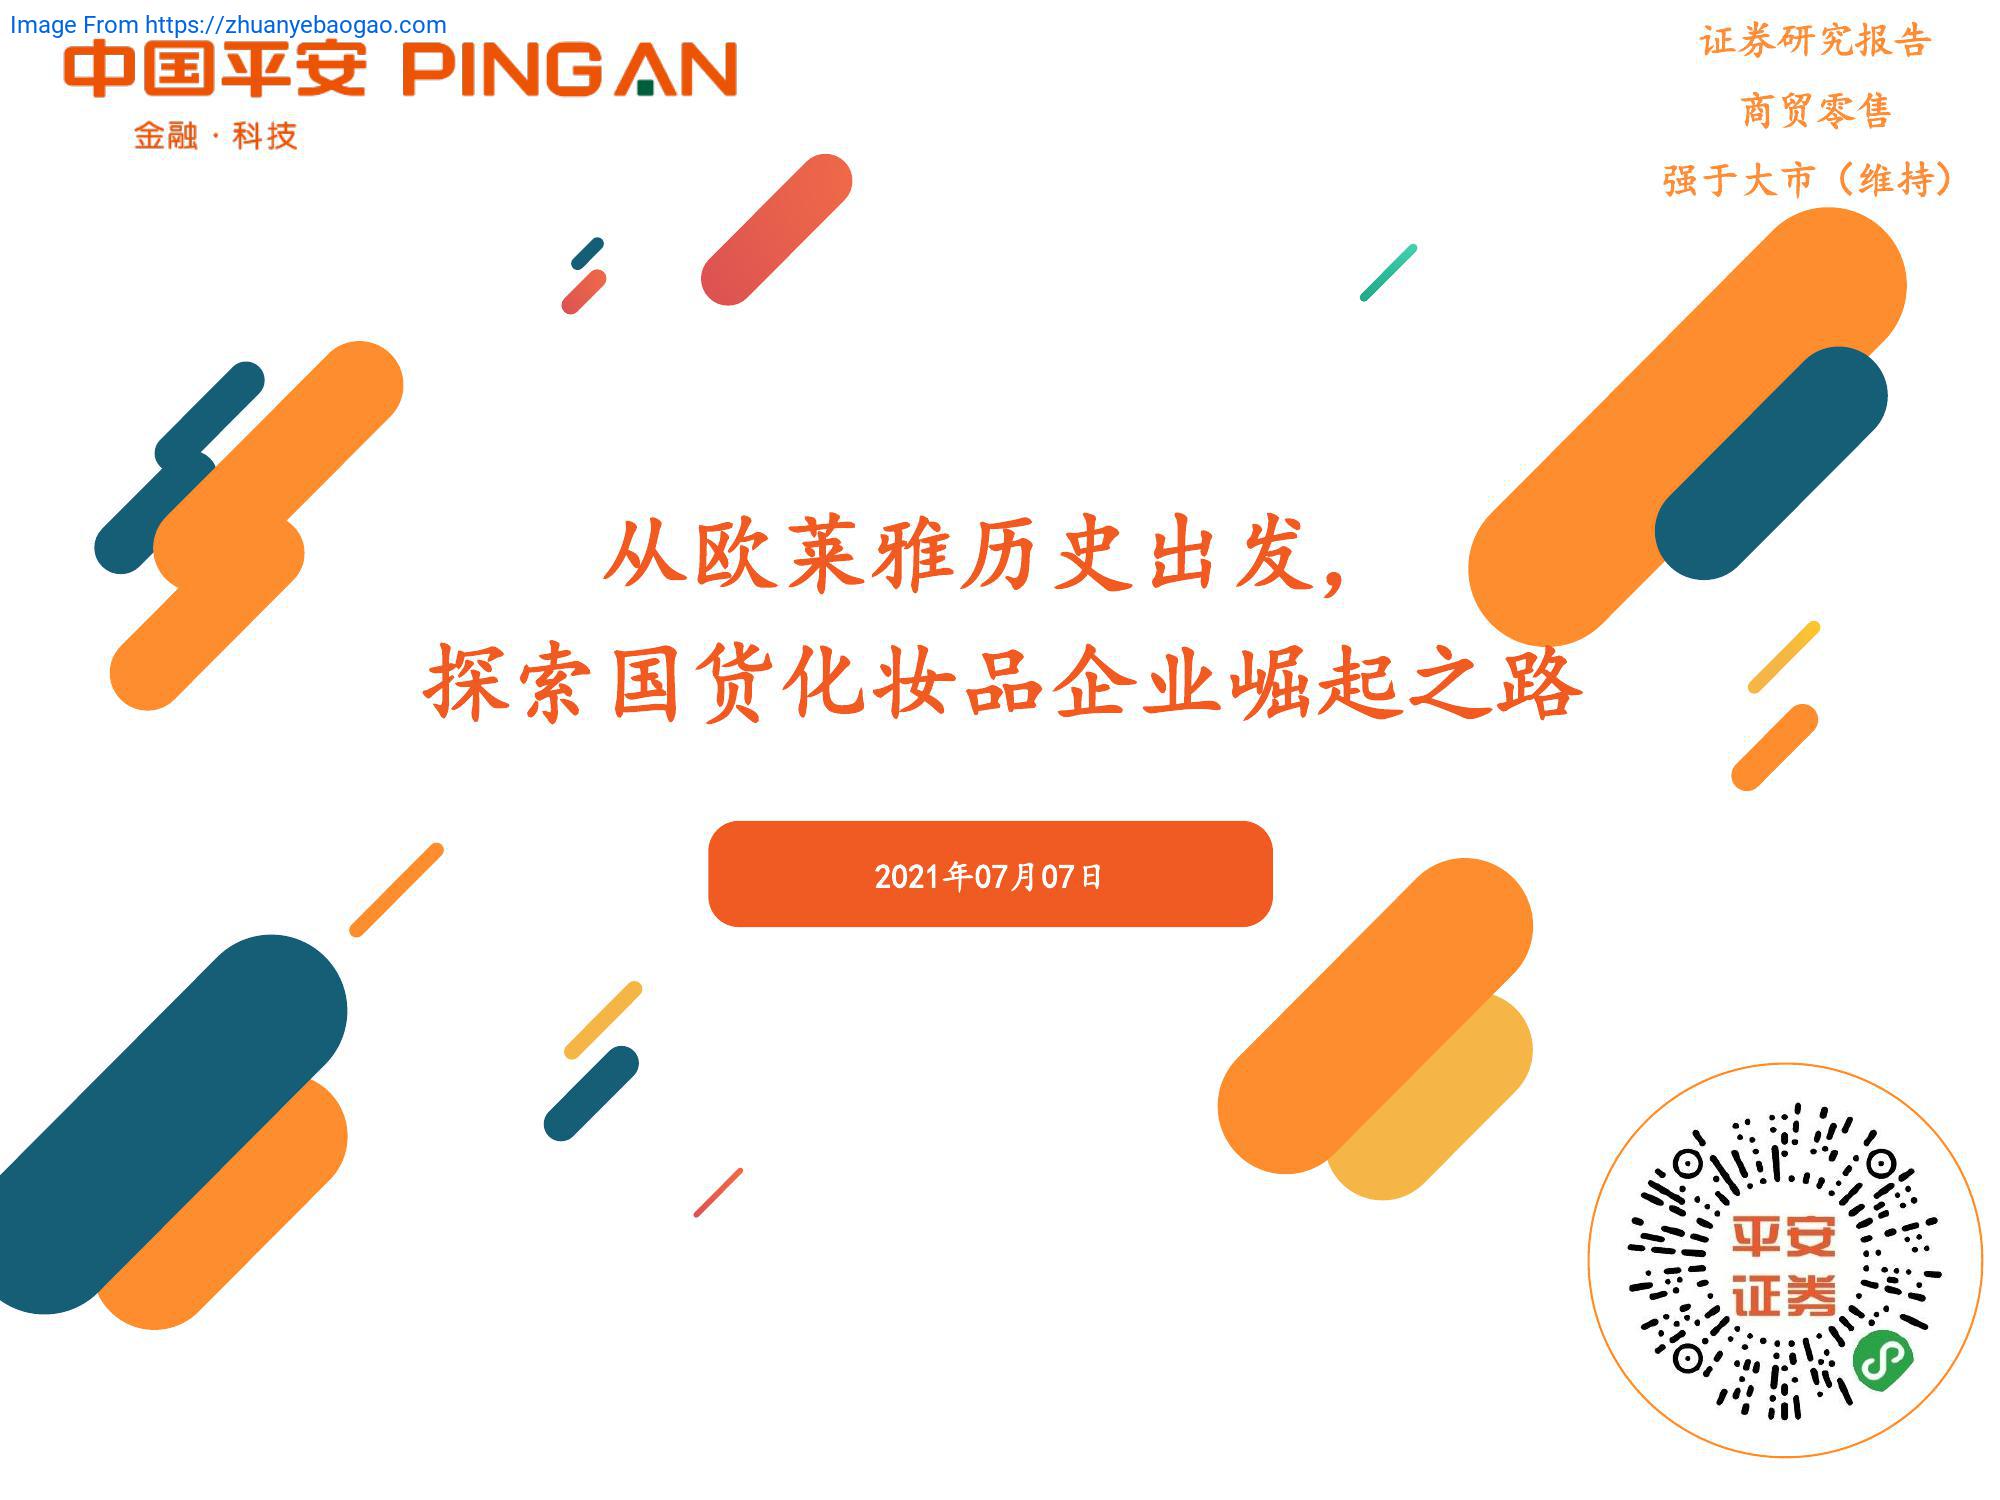 Image From https://zhuanyebaogao.com
中国平安 PINGAN
金融·科技
证券研究报告
商贸零售
强于大市（维持）
从欧莱雅历史出发，
探索国货化妆品企业崛起之路
2021年07月07日
平安
证券